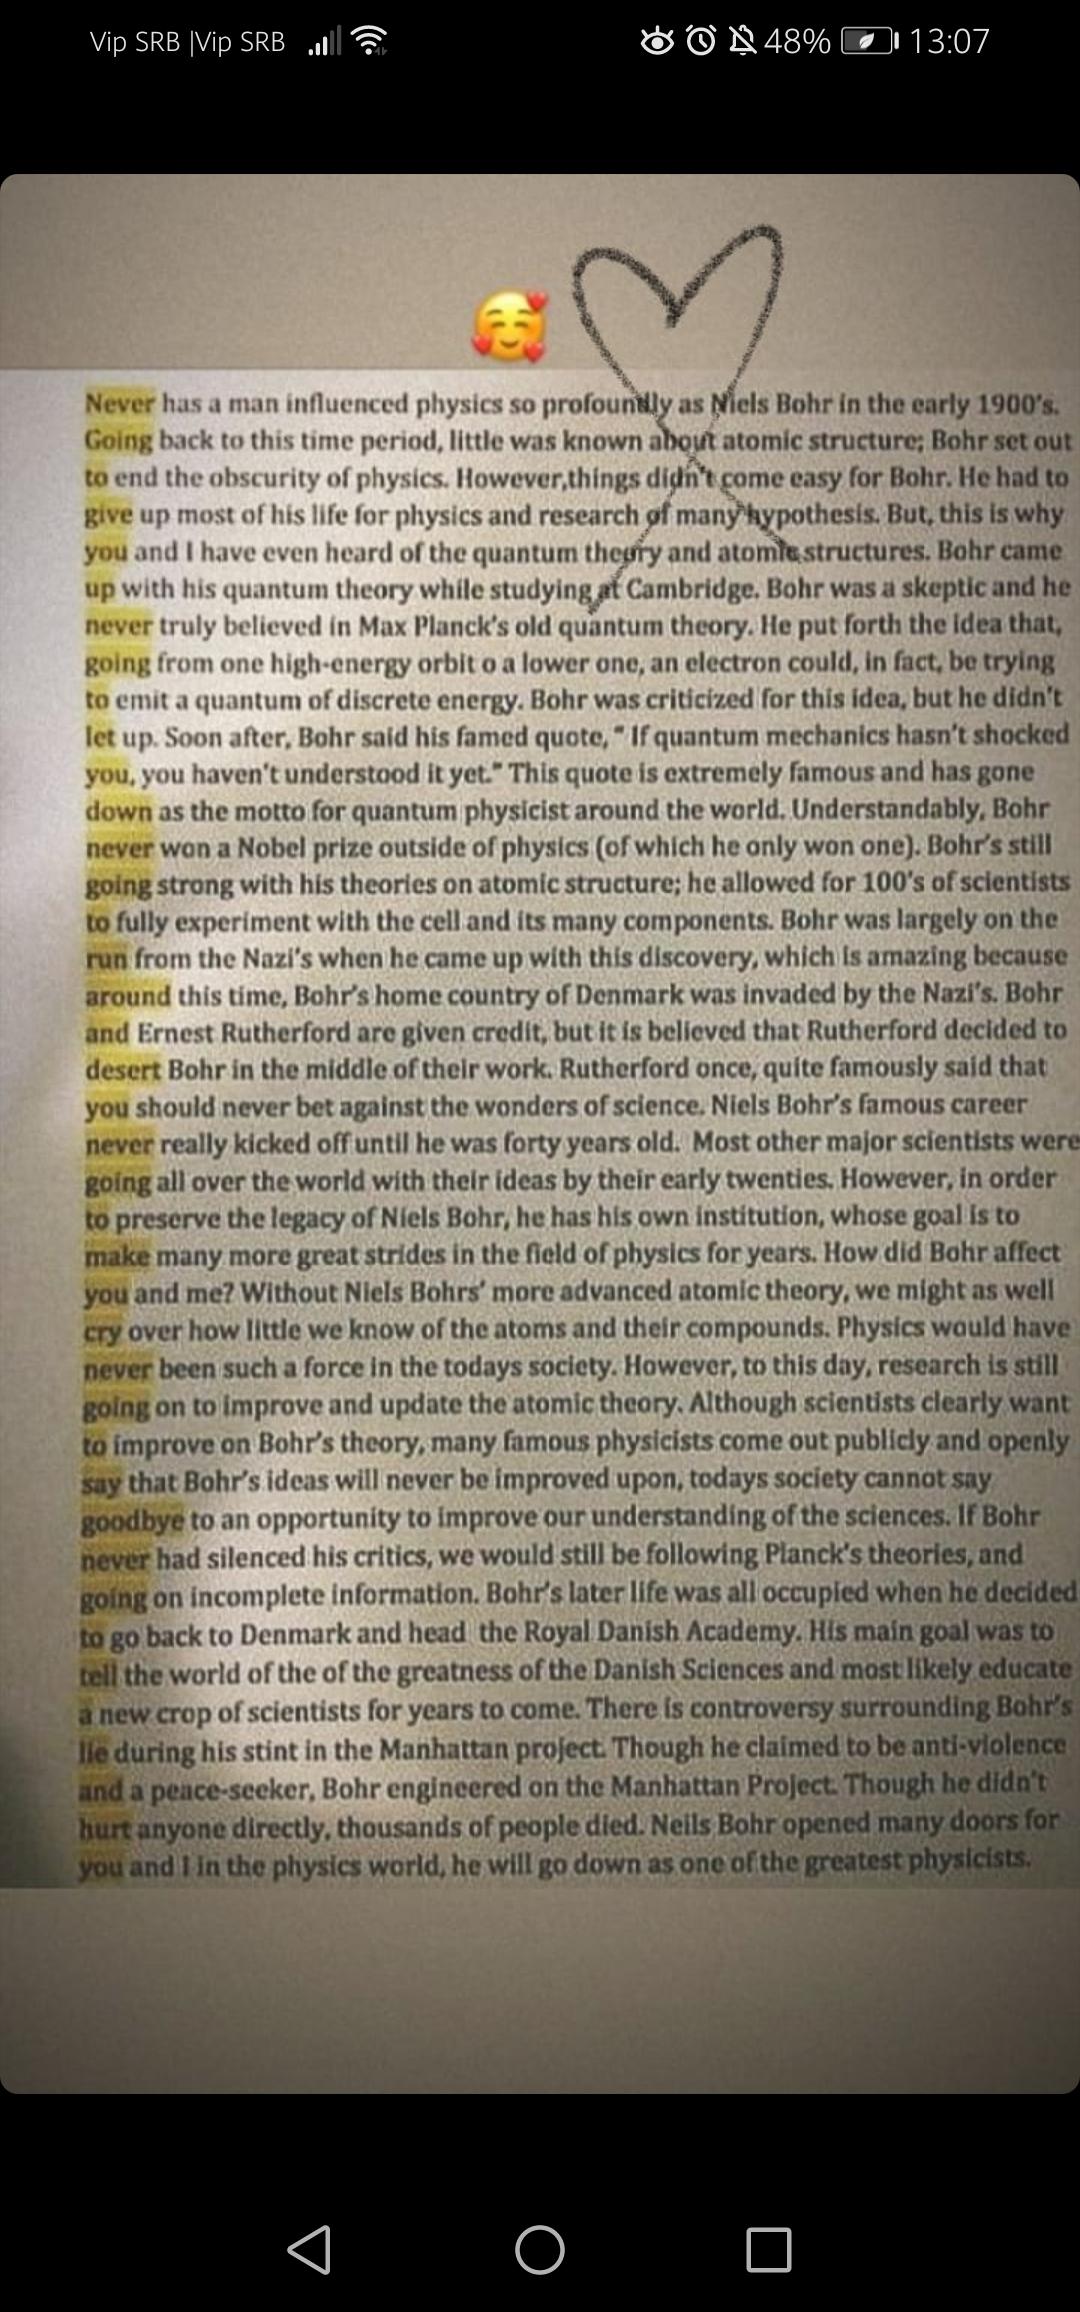 Vip SRB |Vip SRB 48% 13:07
Never has a man influenced physics so profoundly as Niels Bohr in the early 1900's.
Going back to this time period, little was known about atomic structure; Bohr set out
to end the obscurity of physics. However,things didn't come easy for Bohr. He had to
give up most of his life for physics and research of many hypothesis. But, this is why
you and I have even heard of the quantum theory and atomic structures. Bohr came
up with his quantum theory while studying at Cambridge. Bohr was a skeptic and he
never truly believed in Max Planck's old quantum theory. He put forth the idea that,
going from one high-energy orbit o a lower one, an electron could, in fact, be trying
to emit a quantum of discrete energy. Bohr was criticized for this idea, but he didn't
let up. Soon after, Bohr said his famed quote, " If quantum mechanics hasn't shocked
you, you haven't understood it yet." This quote is extremely famous and has gone
down as the motto for quantum physicist around the world. Understandably, Bohr
never won a Nobel prize outside of physics (of which he only won one). Bohr's still
going strong with his theories on atomic structure; he allowed for 100's of scientists
to fully experiment with the cell and its many components. Bohr was largely on the
run from the Nazi's when he came up with this discovery, which is amazing because
around this time, Bohr's home country of Denmark was invaded by the Nazi's. Bohr
and Ernest Rutherford are given credit, but it is believed that Rutherford decided to
desert Bohr in the middle of their work. Rutherford once, quite famously said that
you should never bet against the wonders of science. Niels Bohr's famous career
never really kicked off until he was forty years old. Most other major scientists were
going all over the world with their ideas by their early twenties. However, in order
to preserve the legacy of Niels Bohr, he has his own institution, whose goal is to
make many more great strides in the field of physics for years. How did Bohr affect
you and me? Without Niels Bohrs' more advanced atomic theory, we might as well
cry over how little we know of the atoms and their compounds. Physics would have
never been such a force in the todays society. However, to this day, research is still
going on to improve and update the atomic theory. Although scientists clearly want
to improve on Bohr's theory, many famous physicists come out publicly and openly
say that Bohr's ideas will never be improved upon, todays society cannot say
goodbye to an opportunity to improve our understanding of the sciences. If Bohr
never had silenced his critics, we would still be following Planck's theories, and
going on incomplete information. Bohr's later life was all occupied when he decided
to go back to Denmark and head the Royal Danish Academy. His main goal was to
tell the world of the of the greatness of the Danish Sciences and most likely educate
a new crop of scientists for years to come. There is controversy surrounding Bohr's
lie during his stint in the Manhattan project. Though he claimed to be anti-violence
and a peace-seeker, Bohr engineered on the Manhattan Project. Though he didn't
hurt anyone directly, thousands of people died. Neils Bohr opened many doors for
you and I in the physics world, he will go down as one of the greatest physicists.